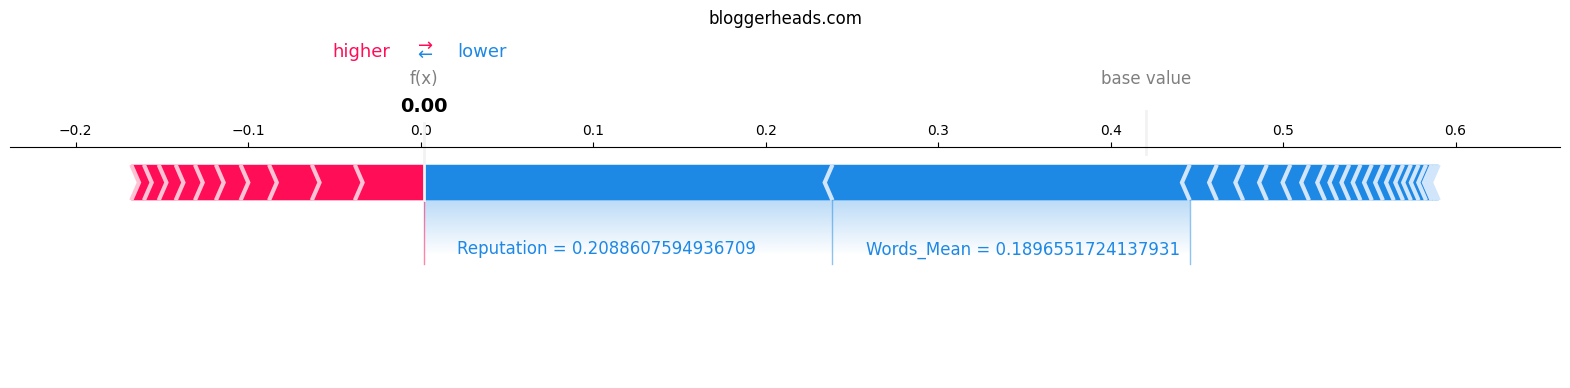 bloggerheads.com
higher ⇄ lower
f(x) base value
0.00
−0.2 −0.1 0.0 0.1 0.2 0.3 0.4 0.5 0.6
Reputation = 0.2088607594936709 Words_Mean = 0.1896551724137931